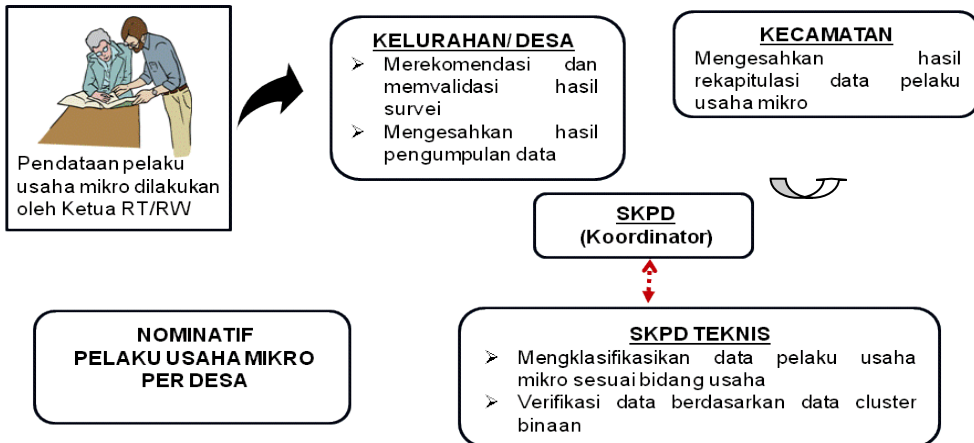 Pendataan pelaku
usaha mikro dilakukan
oleh Ketua RT/RW
KELURAHAN/ DESA
➢ Merekomendasi dan
memvalidasi hasil
survei
➢ Mengesahkan hasil
pengumpulan data
KECAMATAN
Mengesahkan hasil
rekapitulasi data pelaku
usaha mikro
SKPD
(Koordinator)
NOMINATIF
PELAKU USAHA MIKRO
PER DESA
SKPD TEKNIS
➢ Mengklasifikasikan data pelaku usaha
mikro sesuai bidang usaha
➢ Verifikasi data berdasarkan data cluster
binaan